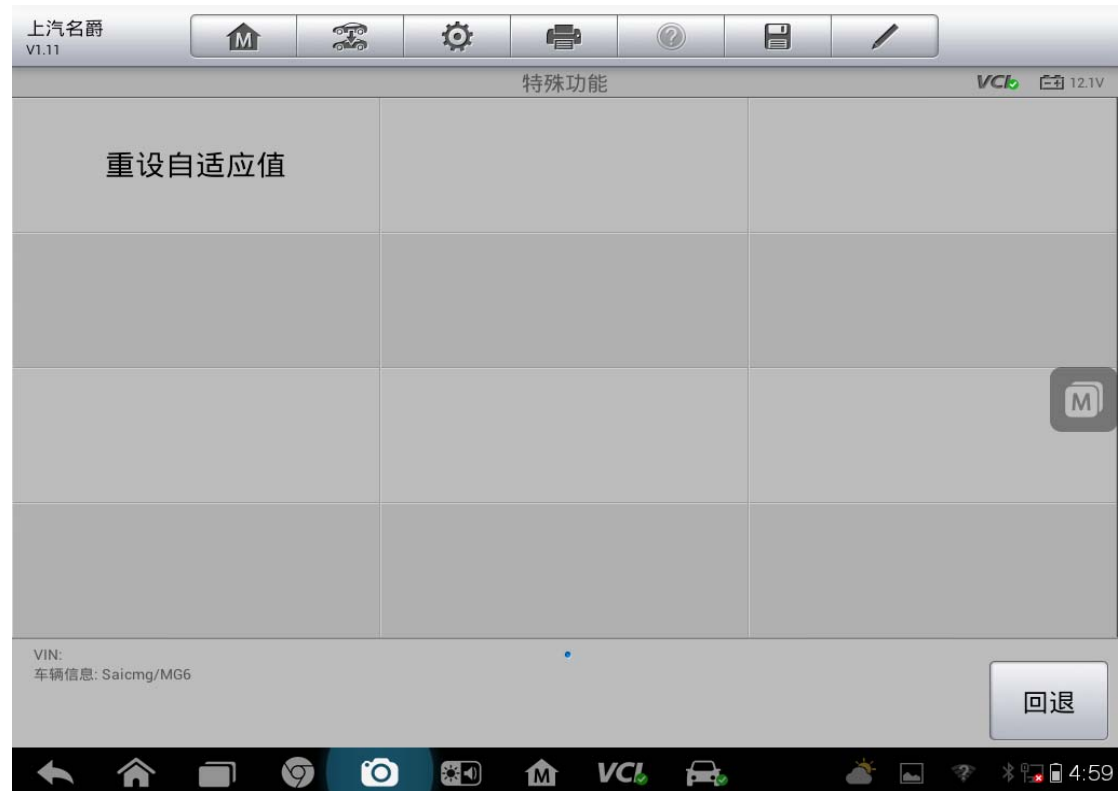 上汽名爵
V1.11
M
特殊功能
VCI 12.1V
重设自适应值
M
VIN:
车辆信息: Saicmg/MG6
回退
M VCI 4:59